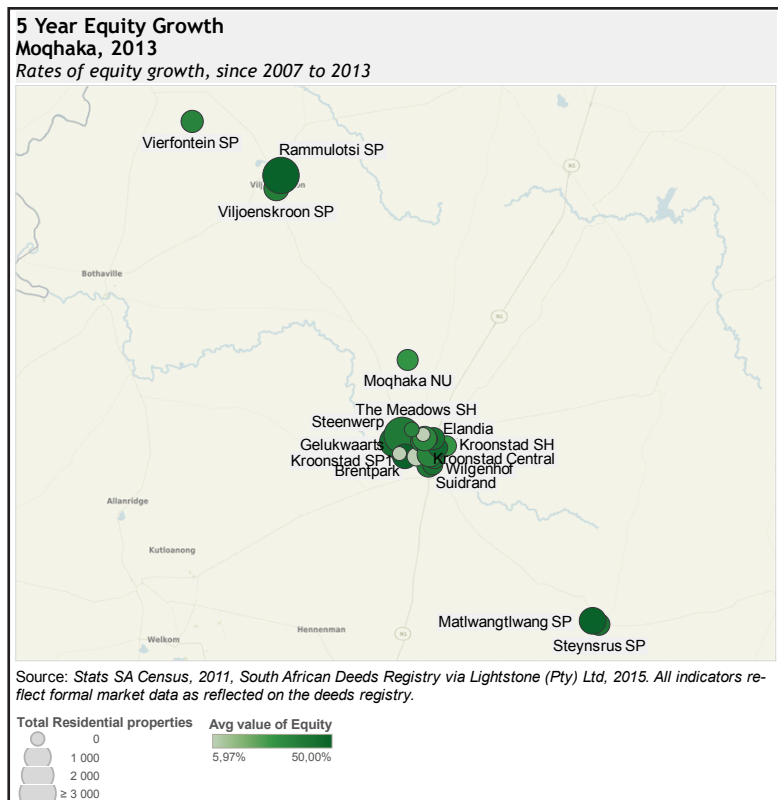 5 Year Equity Growth
Moqhaka, 2013
Rates of equity growth, since 2007 to 2013
Vierfontein SP
Rammulotsi SP
Viljoenskroon SP
Bothaville
N1
N1
Moqhaka NU
The Meadows SH
Steenwerp
Elandia
Gelukwaarts
Kroonstad SH
Kroonstad SP1
Kroonstad Central
Brentpark
Wilgenhof
Suidrand
Allanridge
Kutloanong
Hennenman
Welkom
N1
Matlwangtlwang SP
Steynsrus SP
Source: Stats SA Census, 2011, South African Deeds Registry via Lightstone (Pty) Ltd, 2015. All indicators re-
flect formal market data as reflected on the deeds registry.
Total Residential properties
0
1 000
2 000
≥ 3 000
Avg value of Equity
5,97% 50,00%